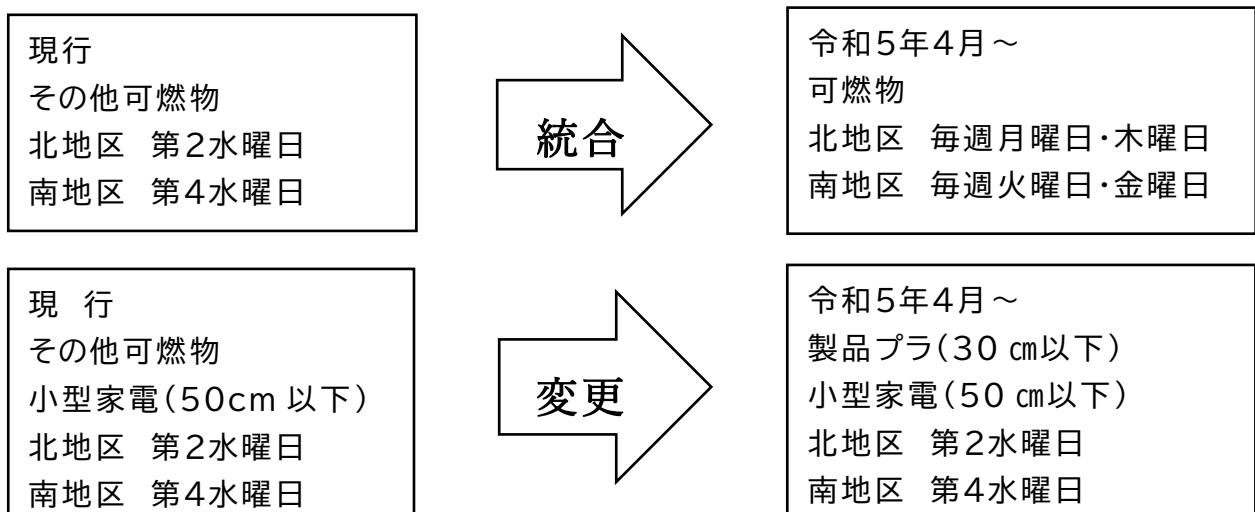 現行
その他可燃物
北地区 第2水曜日
南地区 第4水曜日
統合
令和5年4月～
可燃物
北地区 毎週月曜日・木曜日
南地区 毎週火曜日・金曜日
現 行
その他可燃物
小型家電(50cm 以下)
北地区 第2水曜日
南地区 第4水曜日
変更
令和5年4月～
製品プラ(30 ㎝以下)
小型家電(50 ㎝以下)
北地区 第2水曜日
南地区 第4水曜日